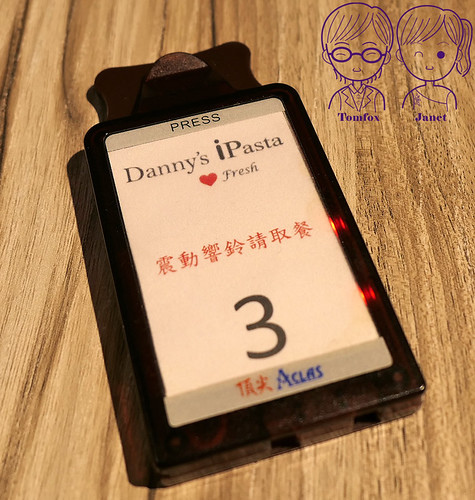 Tomfox Janet
PRESS
Danny's iPasta
Fresh
震動響鈴請取餐
3
頂尖 ACLAS